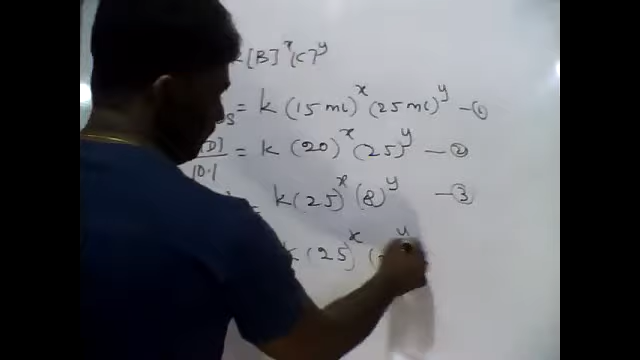 [B]^x [C]^y
S = k (15 ml)^x (25 ml)^y — ①
[D] / 10.1 = k (20)^x (25)^y — ②
= k (25)^x (8)^y — ③
k (25)^x ( ^y